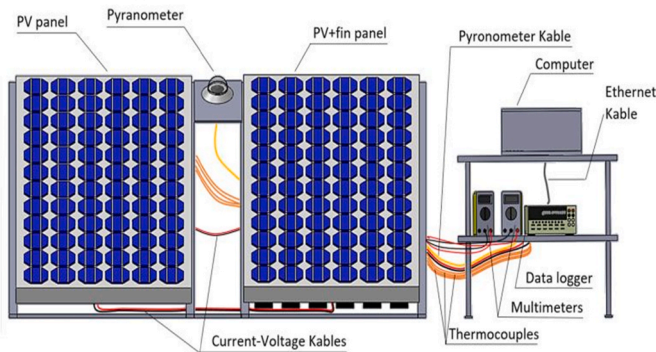 PV panel
Pyranometer
PV+fin panel
Pyronometer Kable
Computer
Ethernet
Kable
Data logger
Multimeters
Thermocouples
Current-Voltage Kables